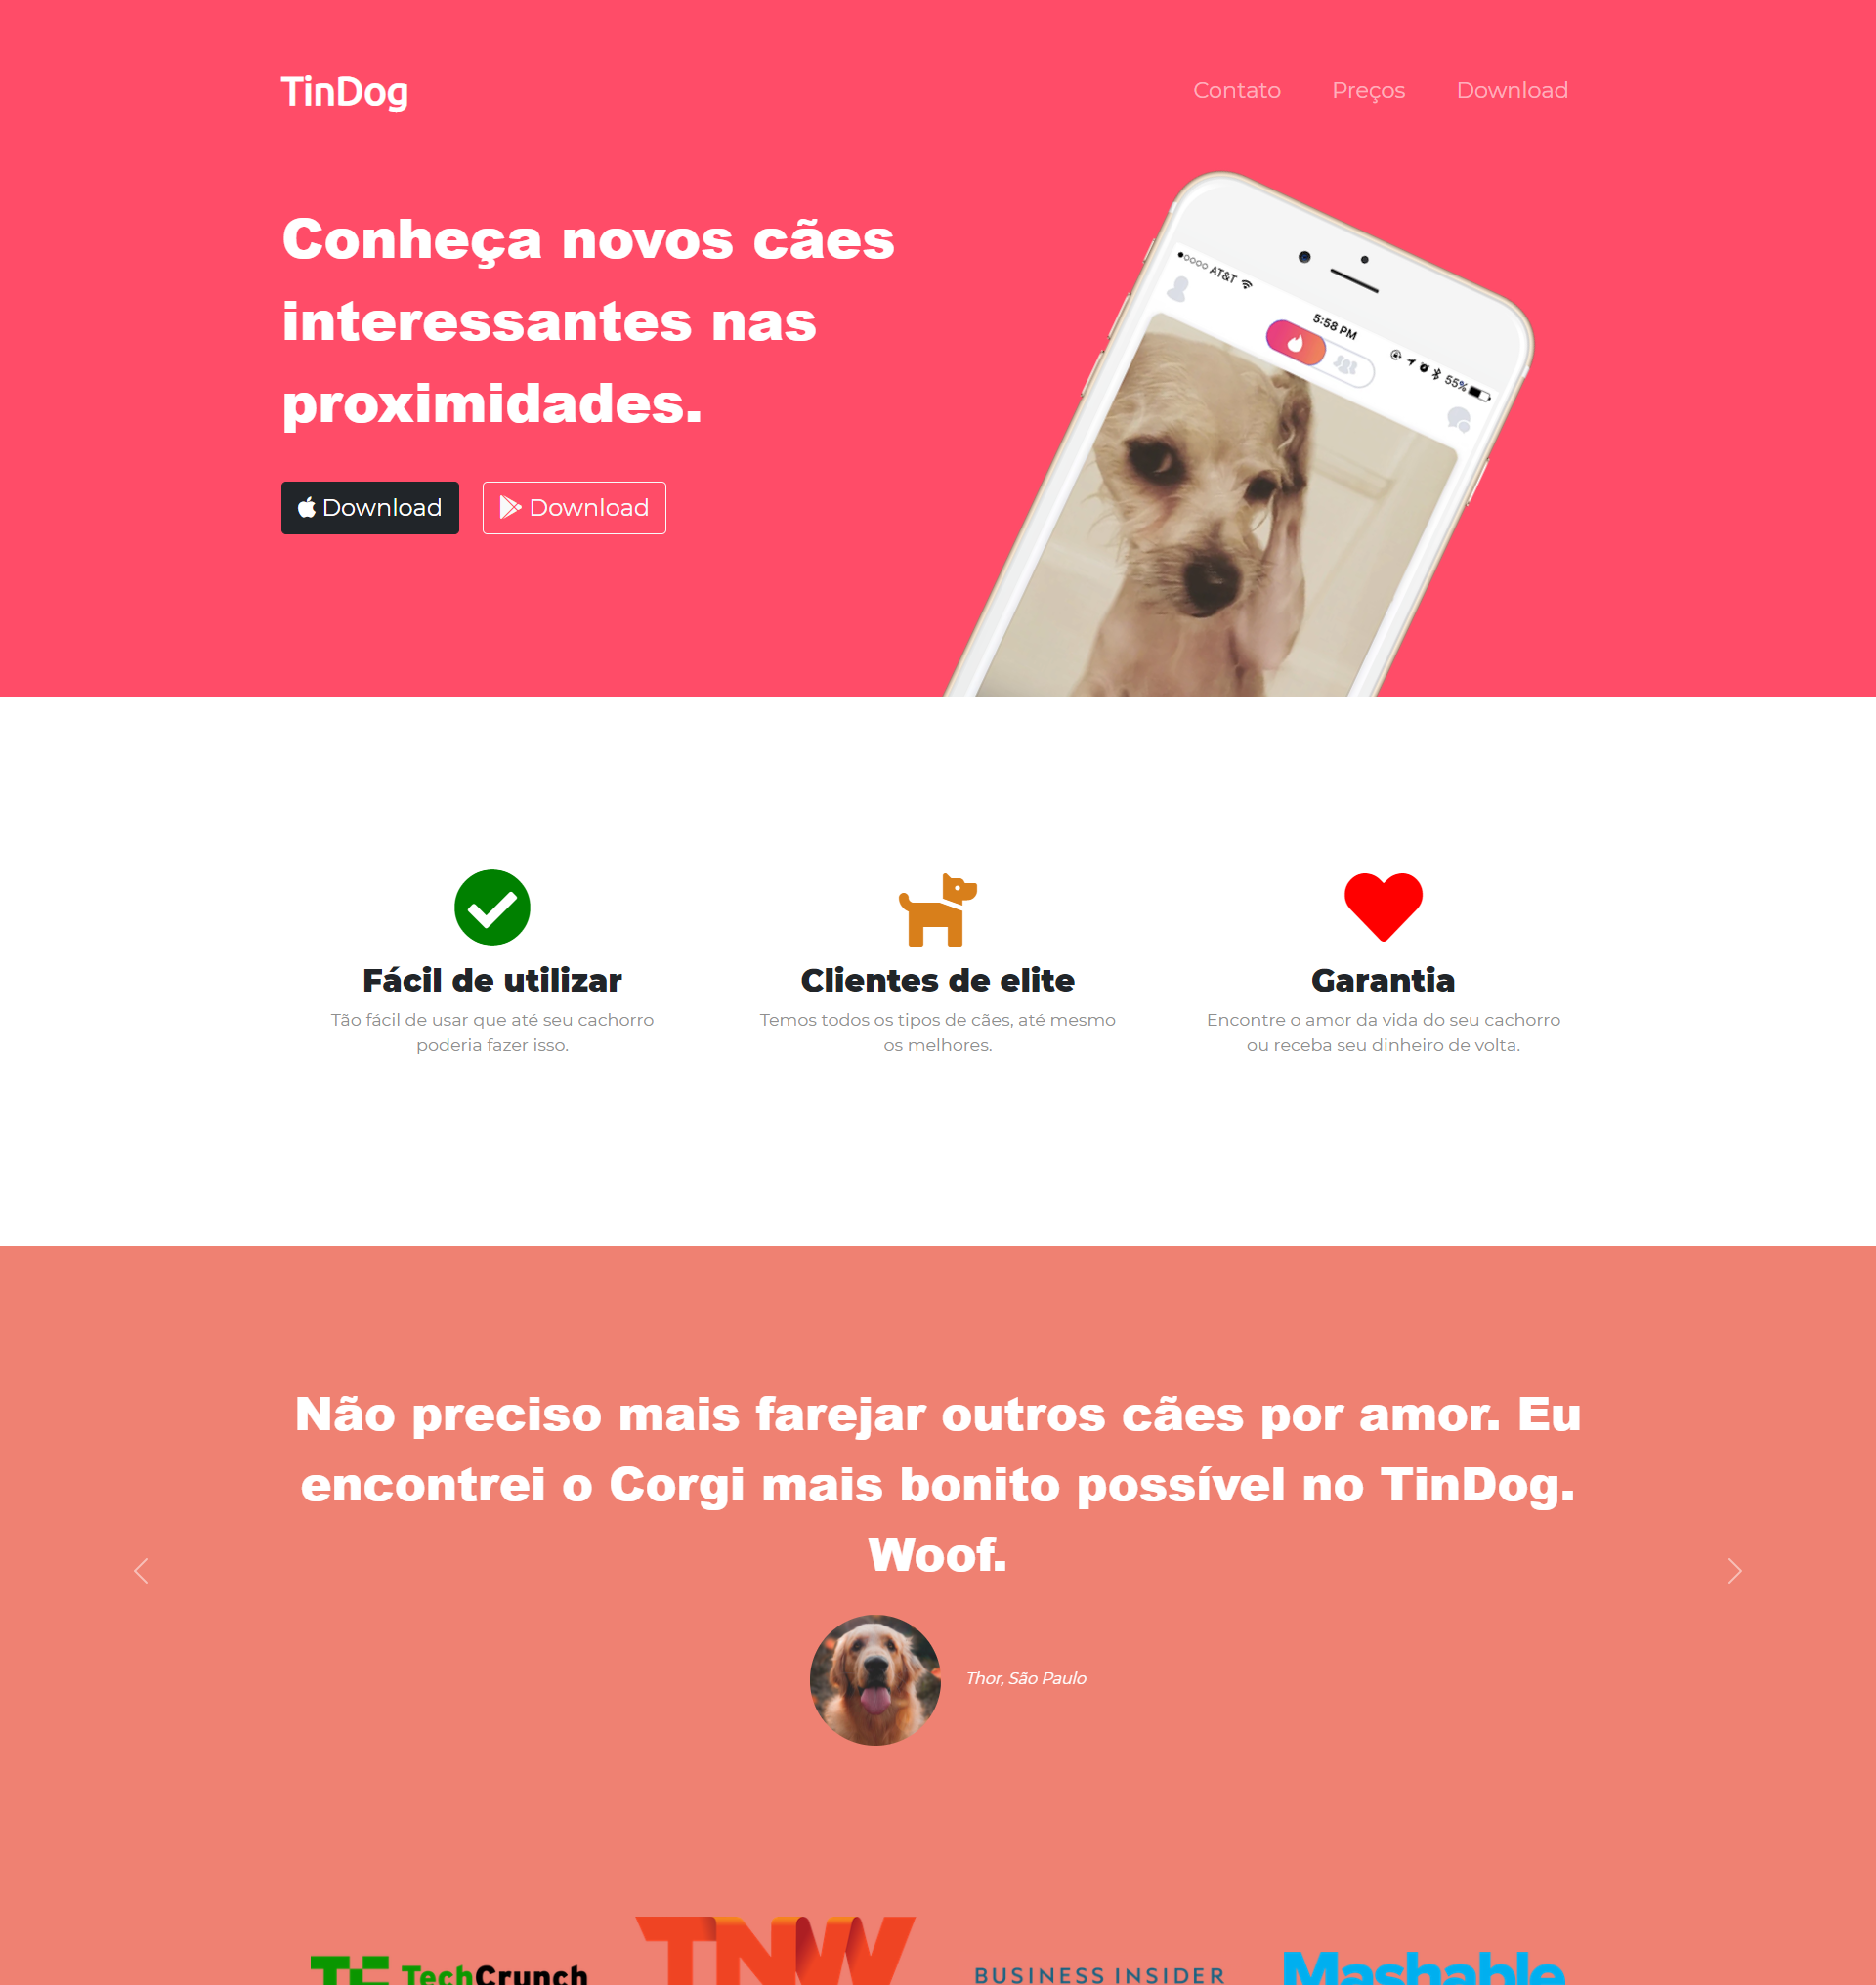 TinDog
Contato Preços Download
Conheça novos cães
interessantes nas
proximidades.
Download Download
AT&T
5:58 PM
55%
Fácil de utilizar
Tão fácil de usar que até seu cachorro
poderia fazer isso.
Clientes de elite
Temos todos os tipos de cães, até mesmo
os melhores.
Garantia
Encontre o amor da vida do seu cachorro
ou receba seu dinheiro de volta.
Não preciso mais farejar outros cães por amor. Eu
encontrei o Corgi mais bonito possível no TinDog.
Woof.
Thor, São Paulo
TC TechCrunch
TNW
BUSINESS INSIDER
Mashable